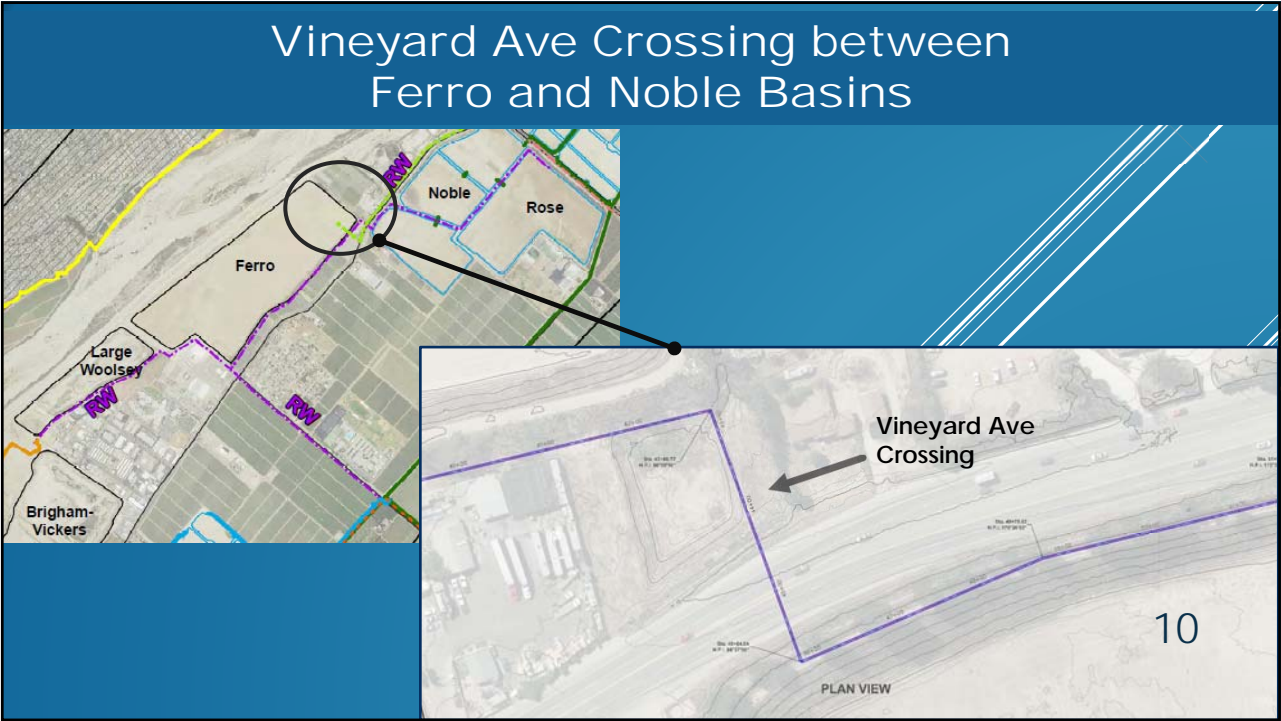 Vineyard Ave Crossing between
Ferro and Noble Basins
RW
Noble
Rose
Ferro
Large
Woolsey
RW
RW
Brigham-
Vickers
Vineyard Ave
Crossing
10
PLAN VIEW